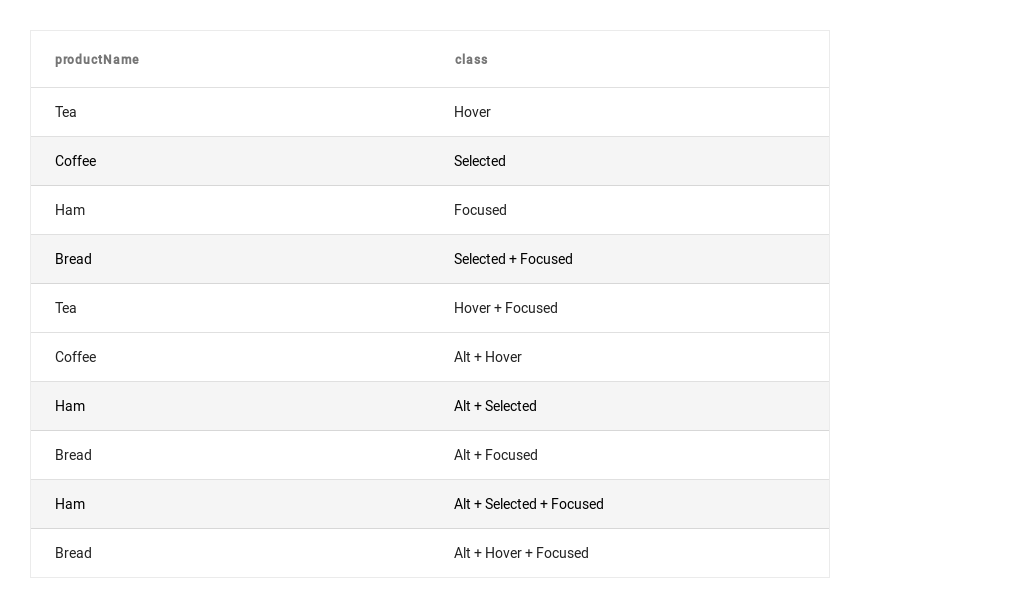 productName class
Tea Hover
Coffee Selected
Ham Focused
Bread Selected + Focused
Tea Hover + Focused
Coffee Alt + Hover
Ham Alt + Selected
Bread Alt + Focused
Ham Alt + Selected + Focused
Bread Alt + Hover + Focused